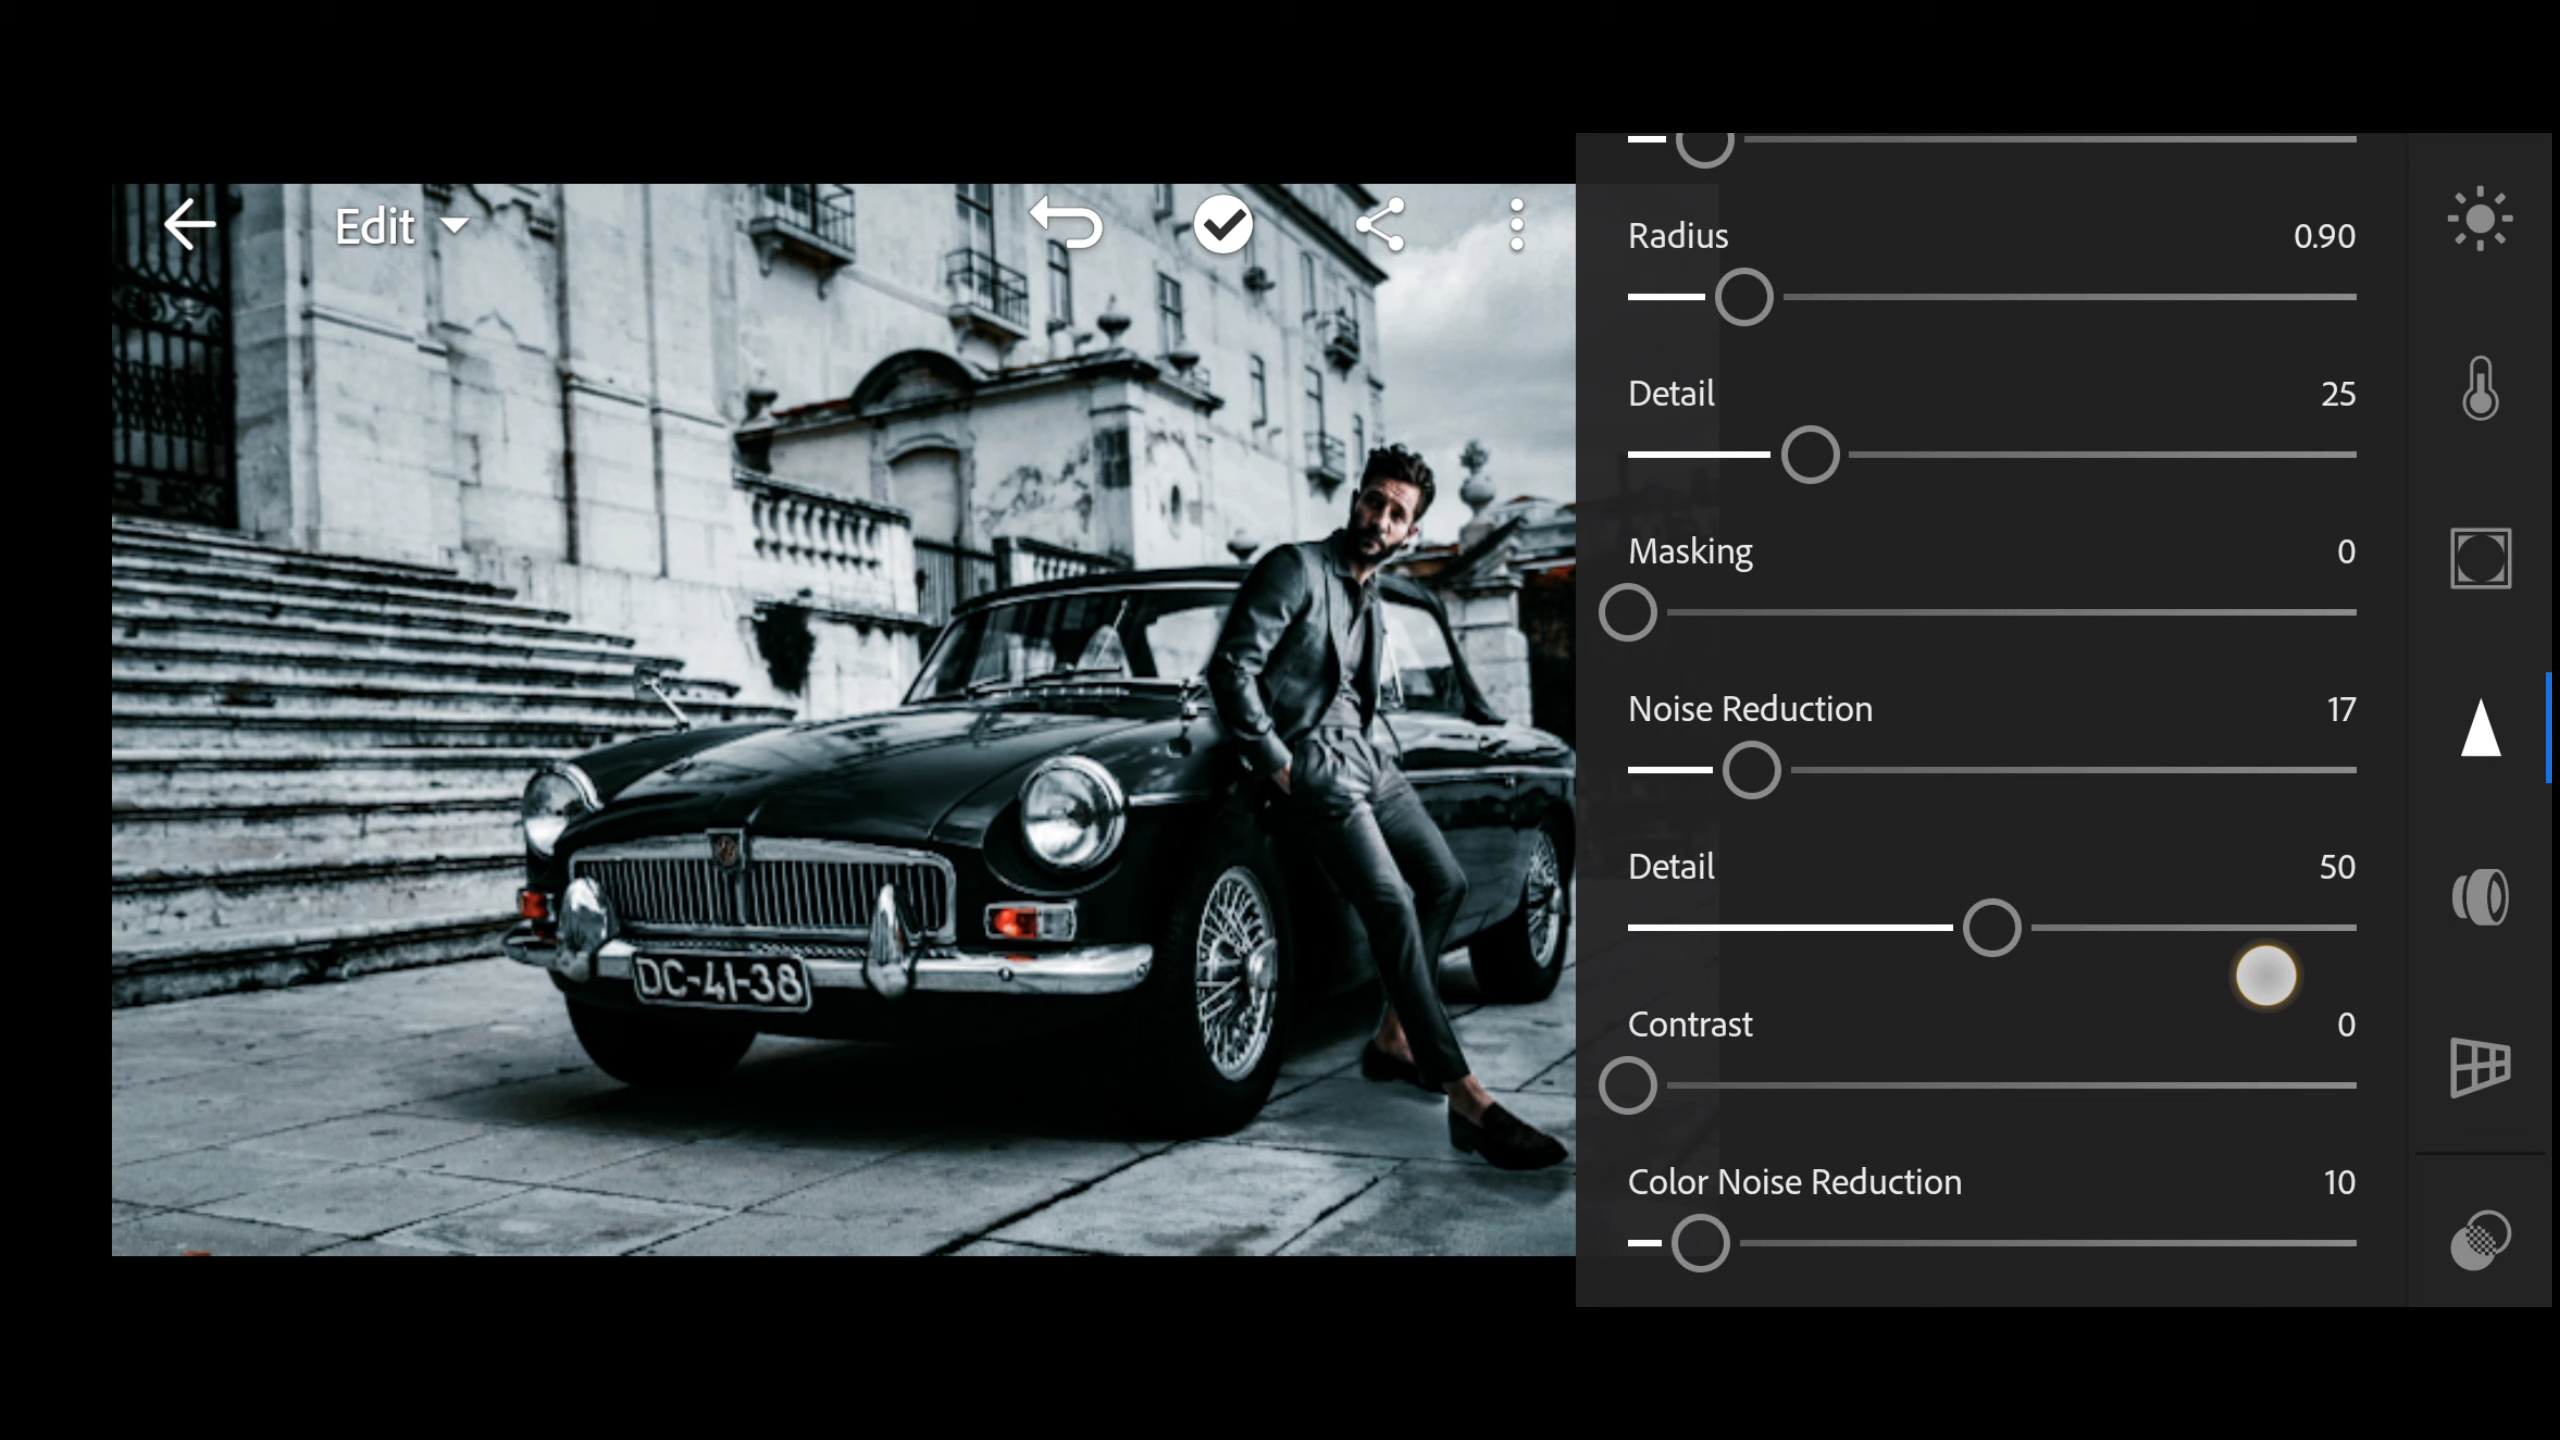 Edit
Radius 0.90
Detail 25
Masking 0
Noise Reduction 17
Detail 50
Contrast 0
Color Noise Reduction 10
DC-41-38